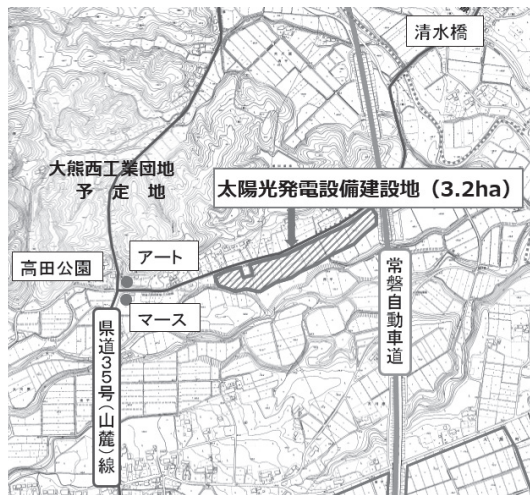 清水橋
大熊西工業団地
予定地
太陽光発電設備建設地（3.2ha）
アート
高田公園
マース
常磐自動車道
県道35号（山麓）線